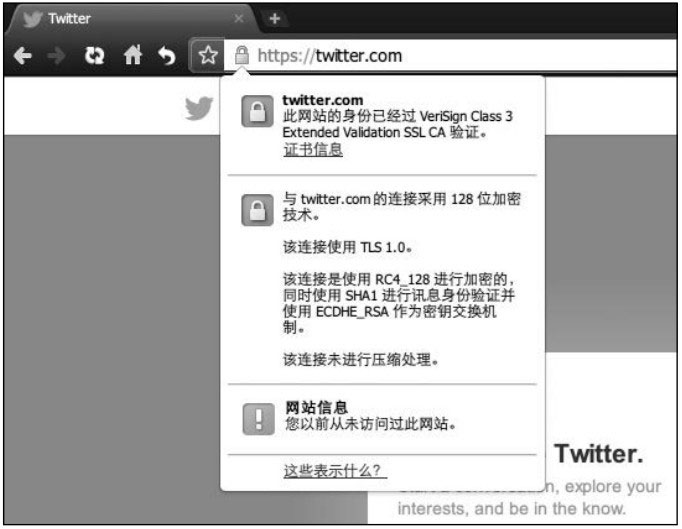 Twitter
https://twitter.com
twitter.com
此网站的身份已经过 VeriSign Class 3
Extended Validation SSL CA 验证。
证书信息
与 twitter.com 的连接采用 128 位加密
技术。
该连接使用 TLS 1.0。
该连接是使用 RC4_128 进行加密的，
同时使用 SHA1 进行讯息身份验证并
使用 ECDHE_RSA 作为密钥交换机
制。
该连接未进行压缩处理。
网站信息
您以前从未访问过此网站。
这些表示什么？
Twitter.
explore your
interests, and be in the know.